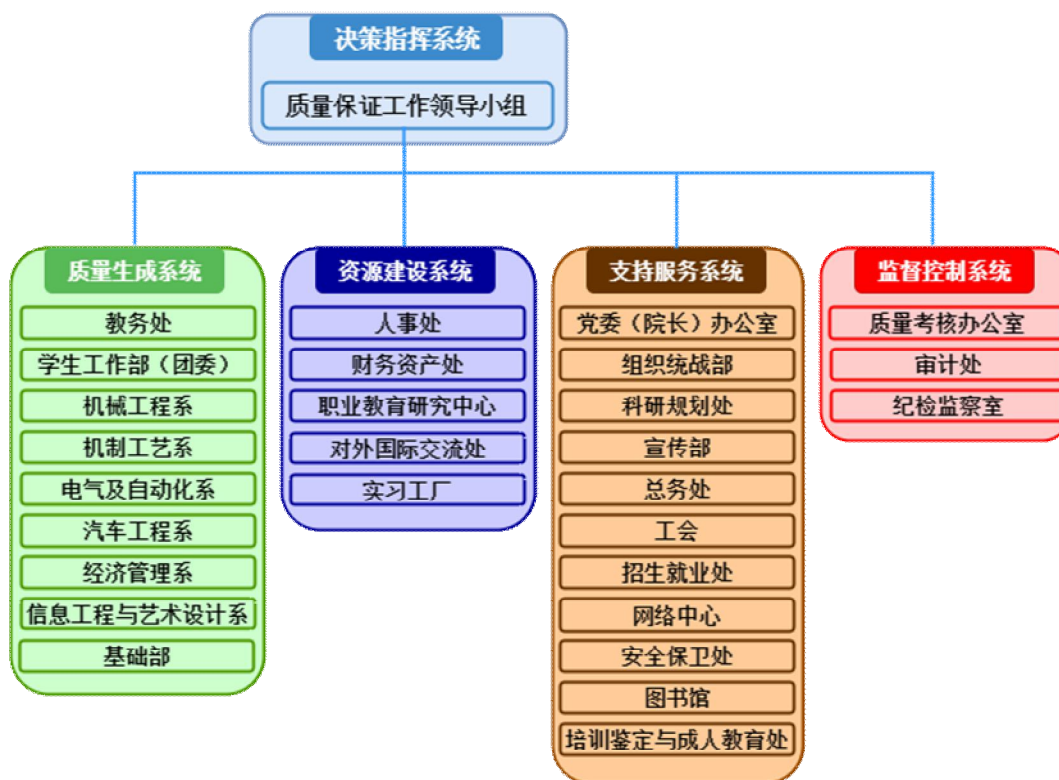 决策指挥系统
质量保证工作领导小组
质量生成系统
教务处
学生工作部（团委）
机械工程系
机制工艺系
电气及自动化系
汽车工程系
经济管理系
信息工程与艺术设计系
基础部
资源建设系统
人事处
财务资产处
职业教育研究中心
对外国际交流处
实习工厂
支持服务系统
党委（院长）办公室
组织统战部
科研规划处
宣传部
总务处
工会
招生就业处
网络中心
安全保卫处
图书馆
培训鉴定与成人教育处
监督控制系统
质量考核办公室
审计处
纪检监察室